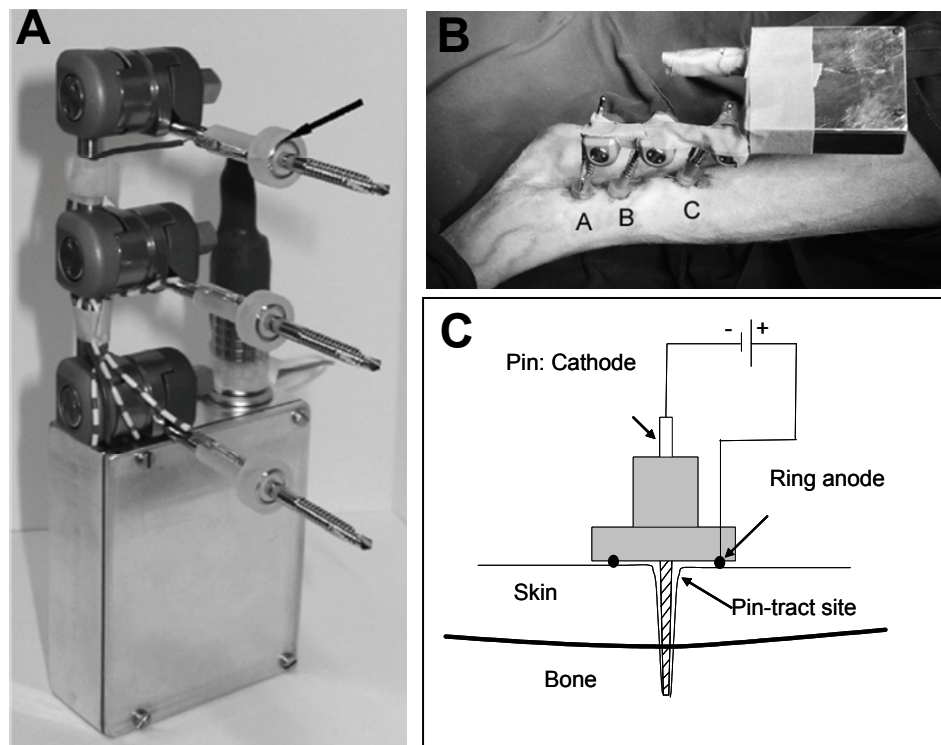 A
B
A
B
C
C
- +
Pin: Cathode
Ring anode
Skin
Pin-tract site
Bone